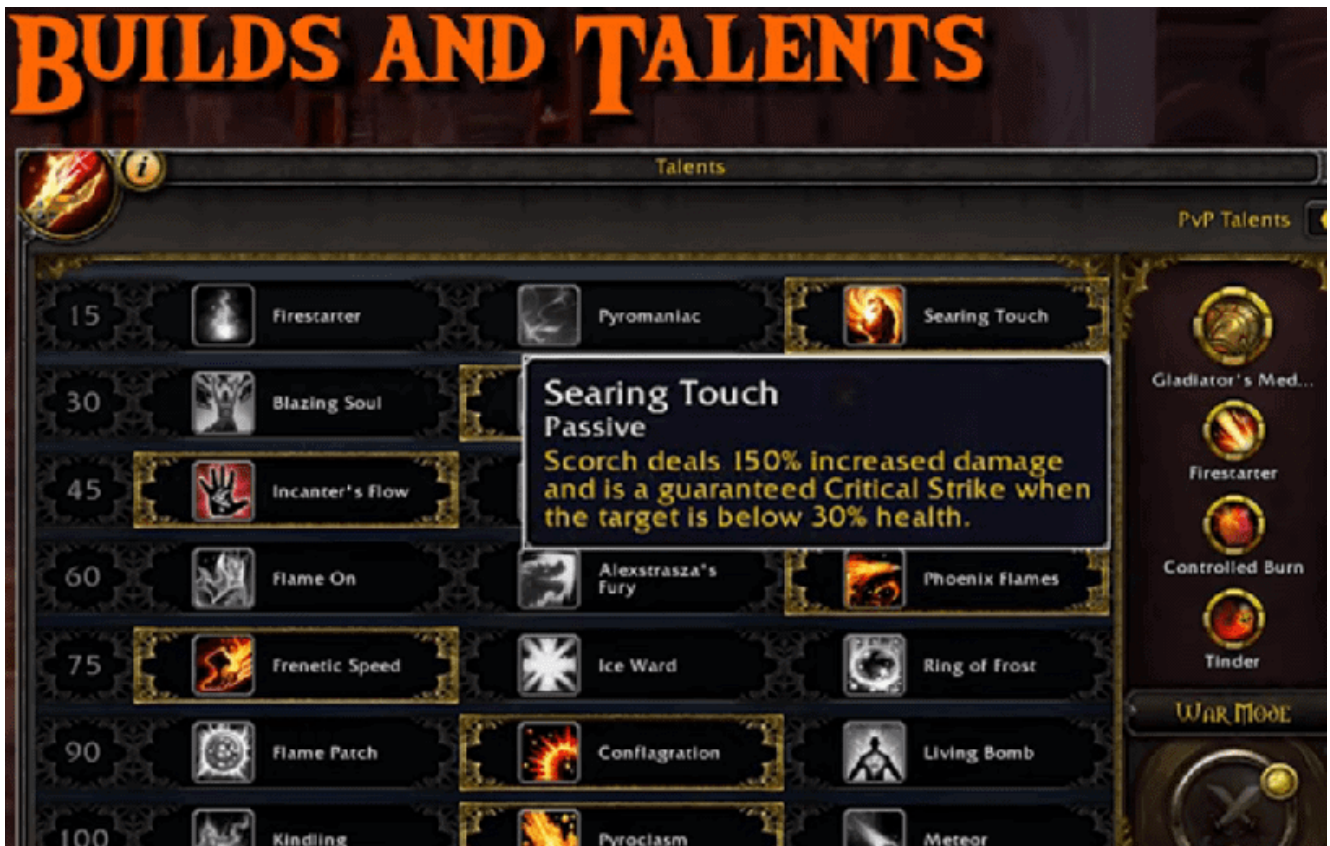 BUILDS AND TALENTS
i
Talents
PvP Talents
15 Firestarter Pyromaniac Searing Touch
30 Blazing Soul
Searing Touch
Passive
Scorch deals 150% increased damage
and is a guaranteed Critical Strike when
the target is below 30% health.
45 Incanter's Flow
60 Flame On Alexstrasza's
Fury Phoenix Flames
75 Frenetic Speed Ice Ward Ring of Frost
90 Flame Patch Conflagration Living Bomb
100 Kindling Pyroclasm Meteor
Gladiator's Med...
Firestarter
Controlled Burn
Tinder
WAR MODE